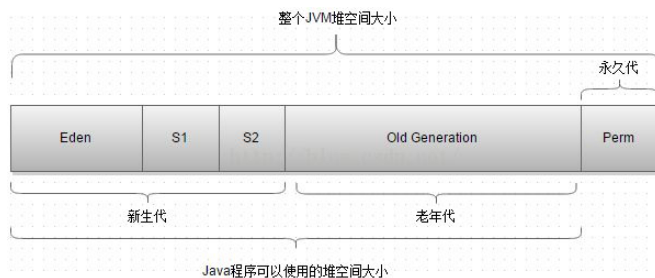 整个JVM堆空间大小
永久代
Eden S1 S2 Old Generation Perm
新生代 老年代
Java程序可以使用的堆空间大小